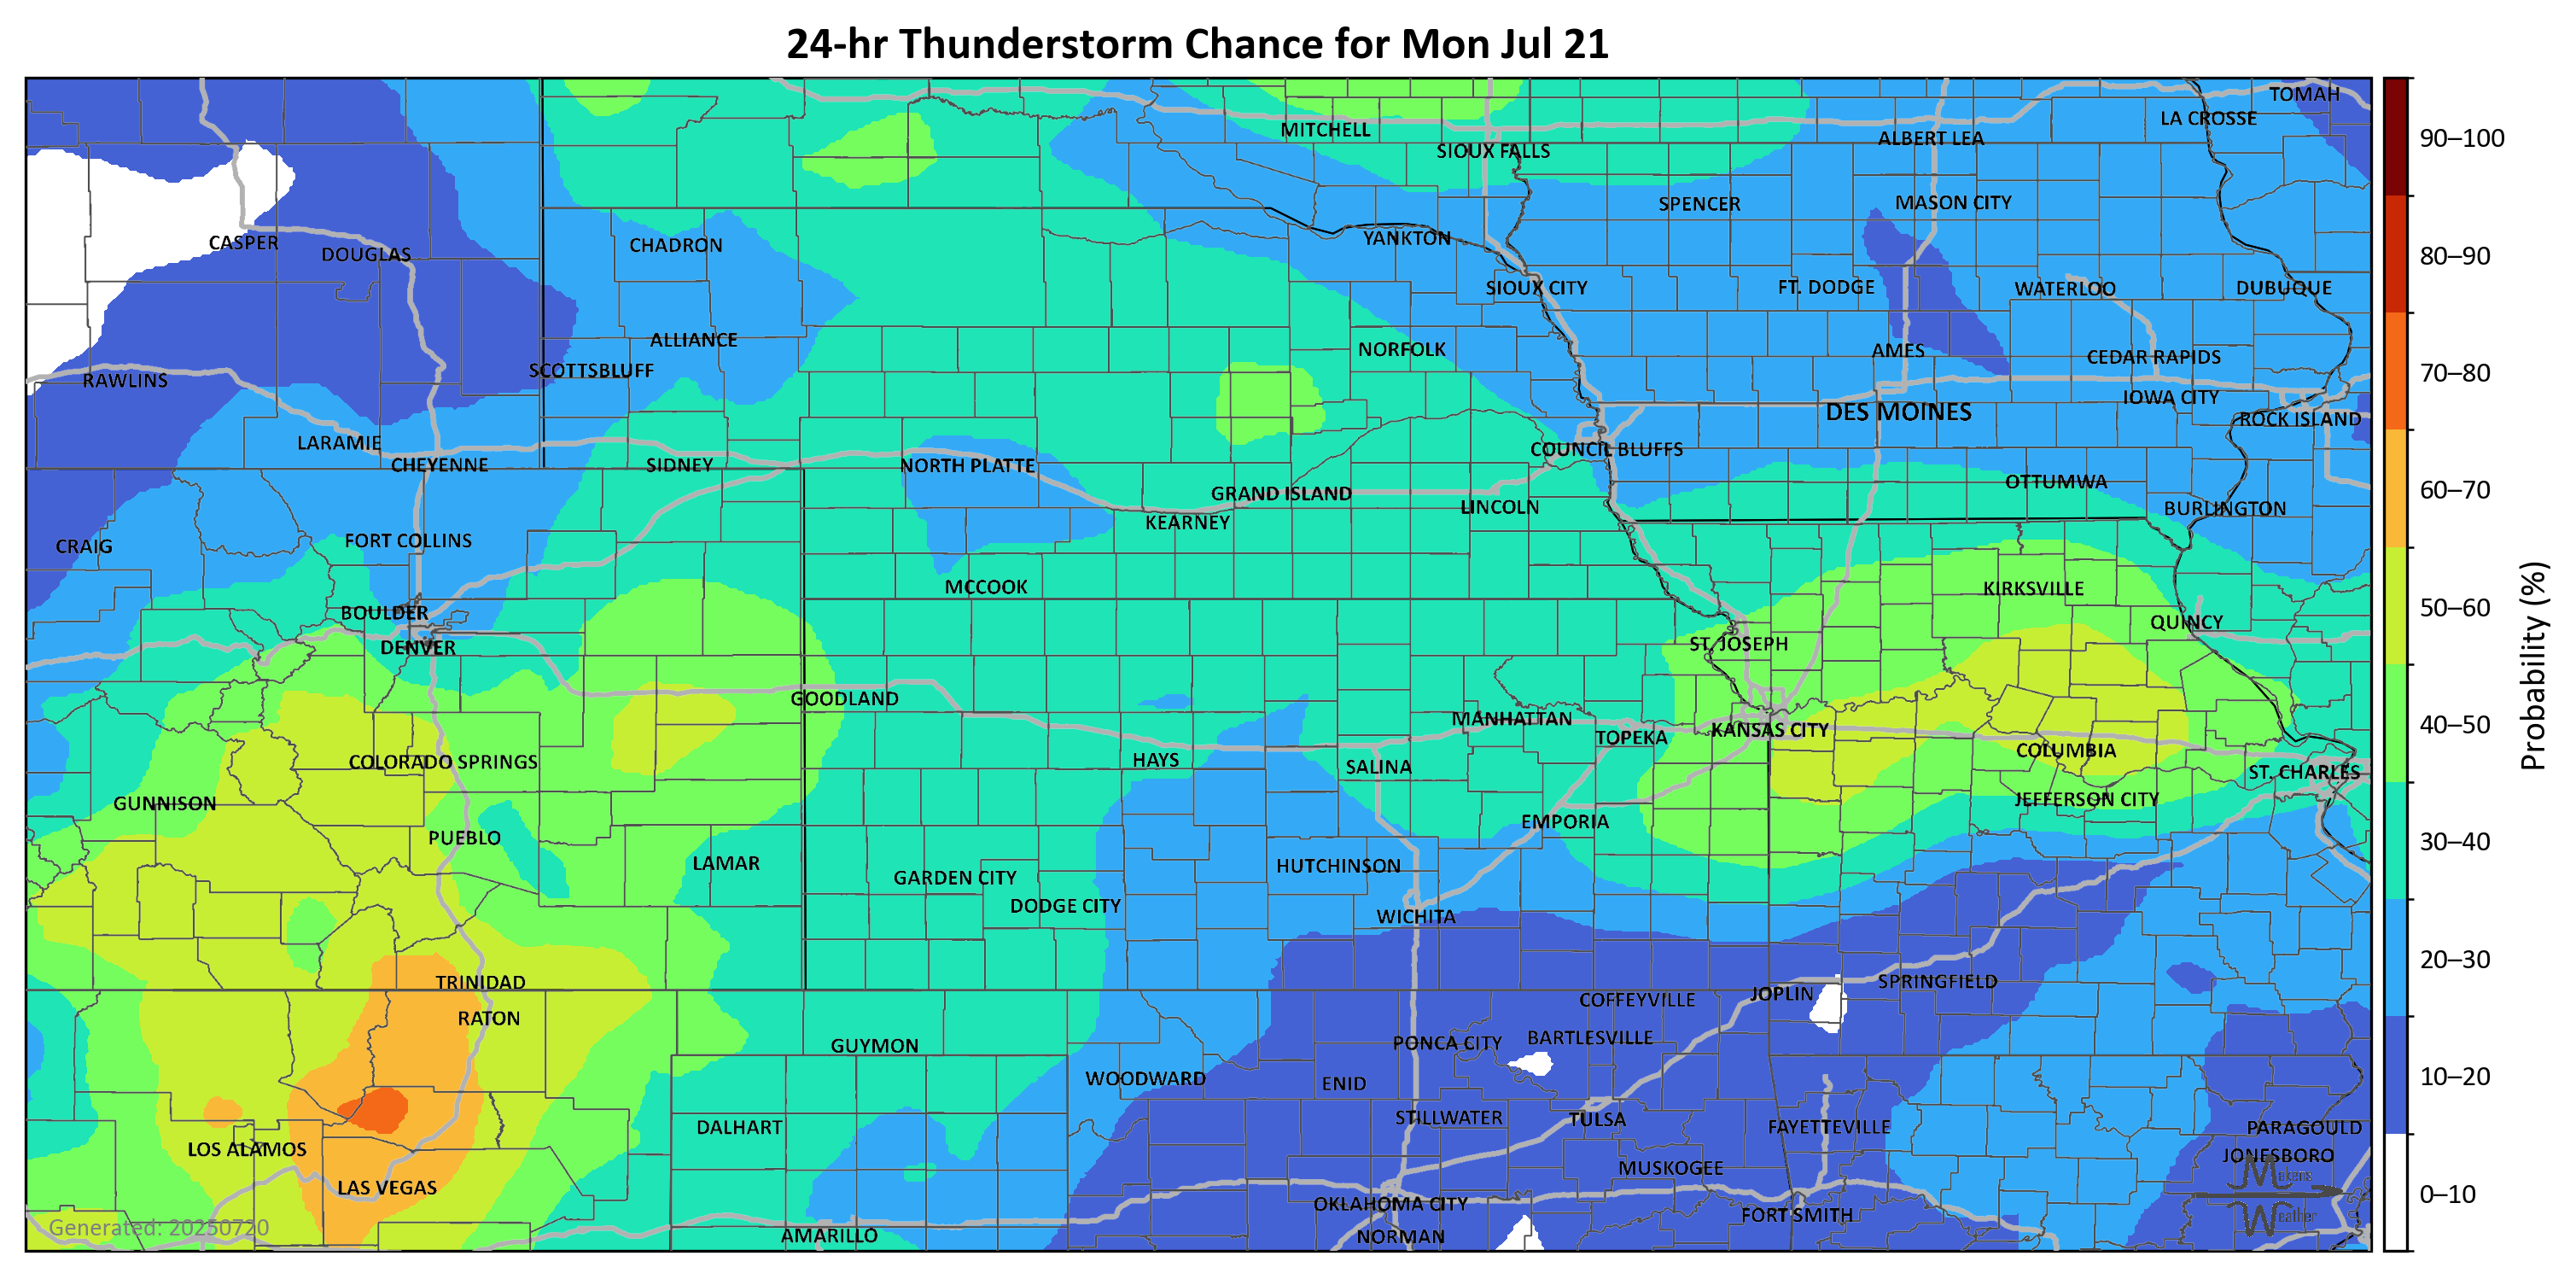 24-hr Thunderstorm Chance for Mon Jul 21
TOMAH
LA CROSSE
MITCHELL
ALBERT LEA
SIOUX FALLS
SPENCER
MASON CITY
CASPER
DOUGLAS
CHADRON
YANKTON
SIOUX CITY
FT. DODGE
WATERLOO
DUBUQUE
ALLIANCE
NORFOLK
AMES
CEDAR RAPIDS
RAWLINS
SCOTTSBLUFF
IOWA CITY
DES MOINES
ROCK ISLAND
LARAMIE
COUNCIL BLUFFS
CHEYENNE
SIDNEY
NORTH PLATTE
GRAND ISLAND
OTTUMWA
LINCOLN
BURLINGTON
KEARNEY
CRAIG
FORT COLLINS
MCCOOK
KIRKSVILLE
BOULDER
QUINCY
DENVER
ST. JOSEPH
GOODLAND
MANHATTAN
KANSAS CITY
TOPEKA
COLUMBIA
COLORADO SPRINGS
HAYS
SALINA
ST. CHARLES
GUNNISON
JEFFERSON CITY
EMPORIA
PUEBLO
LAMAR
HUTCHINSON
GARDEN CITY
DODGE CITY
WICHITA
TRINIDAD
SPRINGFIELD
JOPLIN
COFFEYVILLE
RATON
BARTLESVILLE
PONCA CITY
GUYMON
WOODWARD
ENID
STILLWATER
TULSA
DALHART
FAYETTEVILLE
PARAGOULD
LOS ALAMOS
JONESBORO
MUSKOGEE
LAS VEGAS
OKLAHOMA CITY
FORT SMITH
AMARILLO
NORMAN
Generated: 20250720
Makens
Weather
90–100
80–90
70–80
60–70
50–60
40–50
30–40
20–30
10–20
0–10
Probability (%)